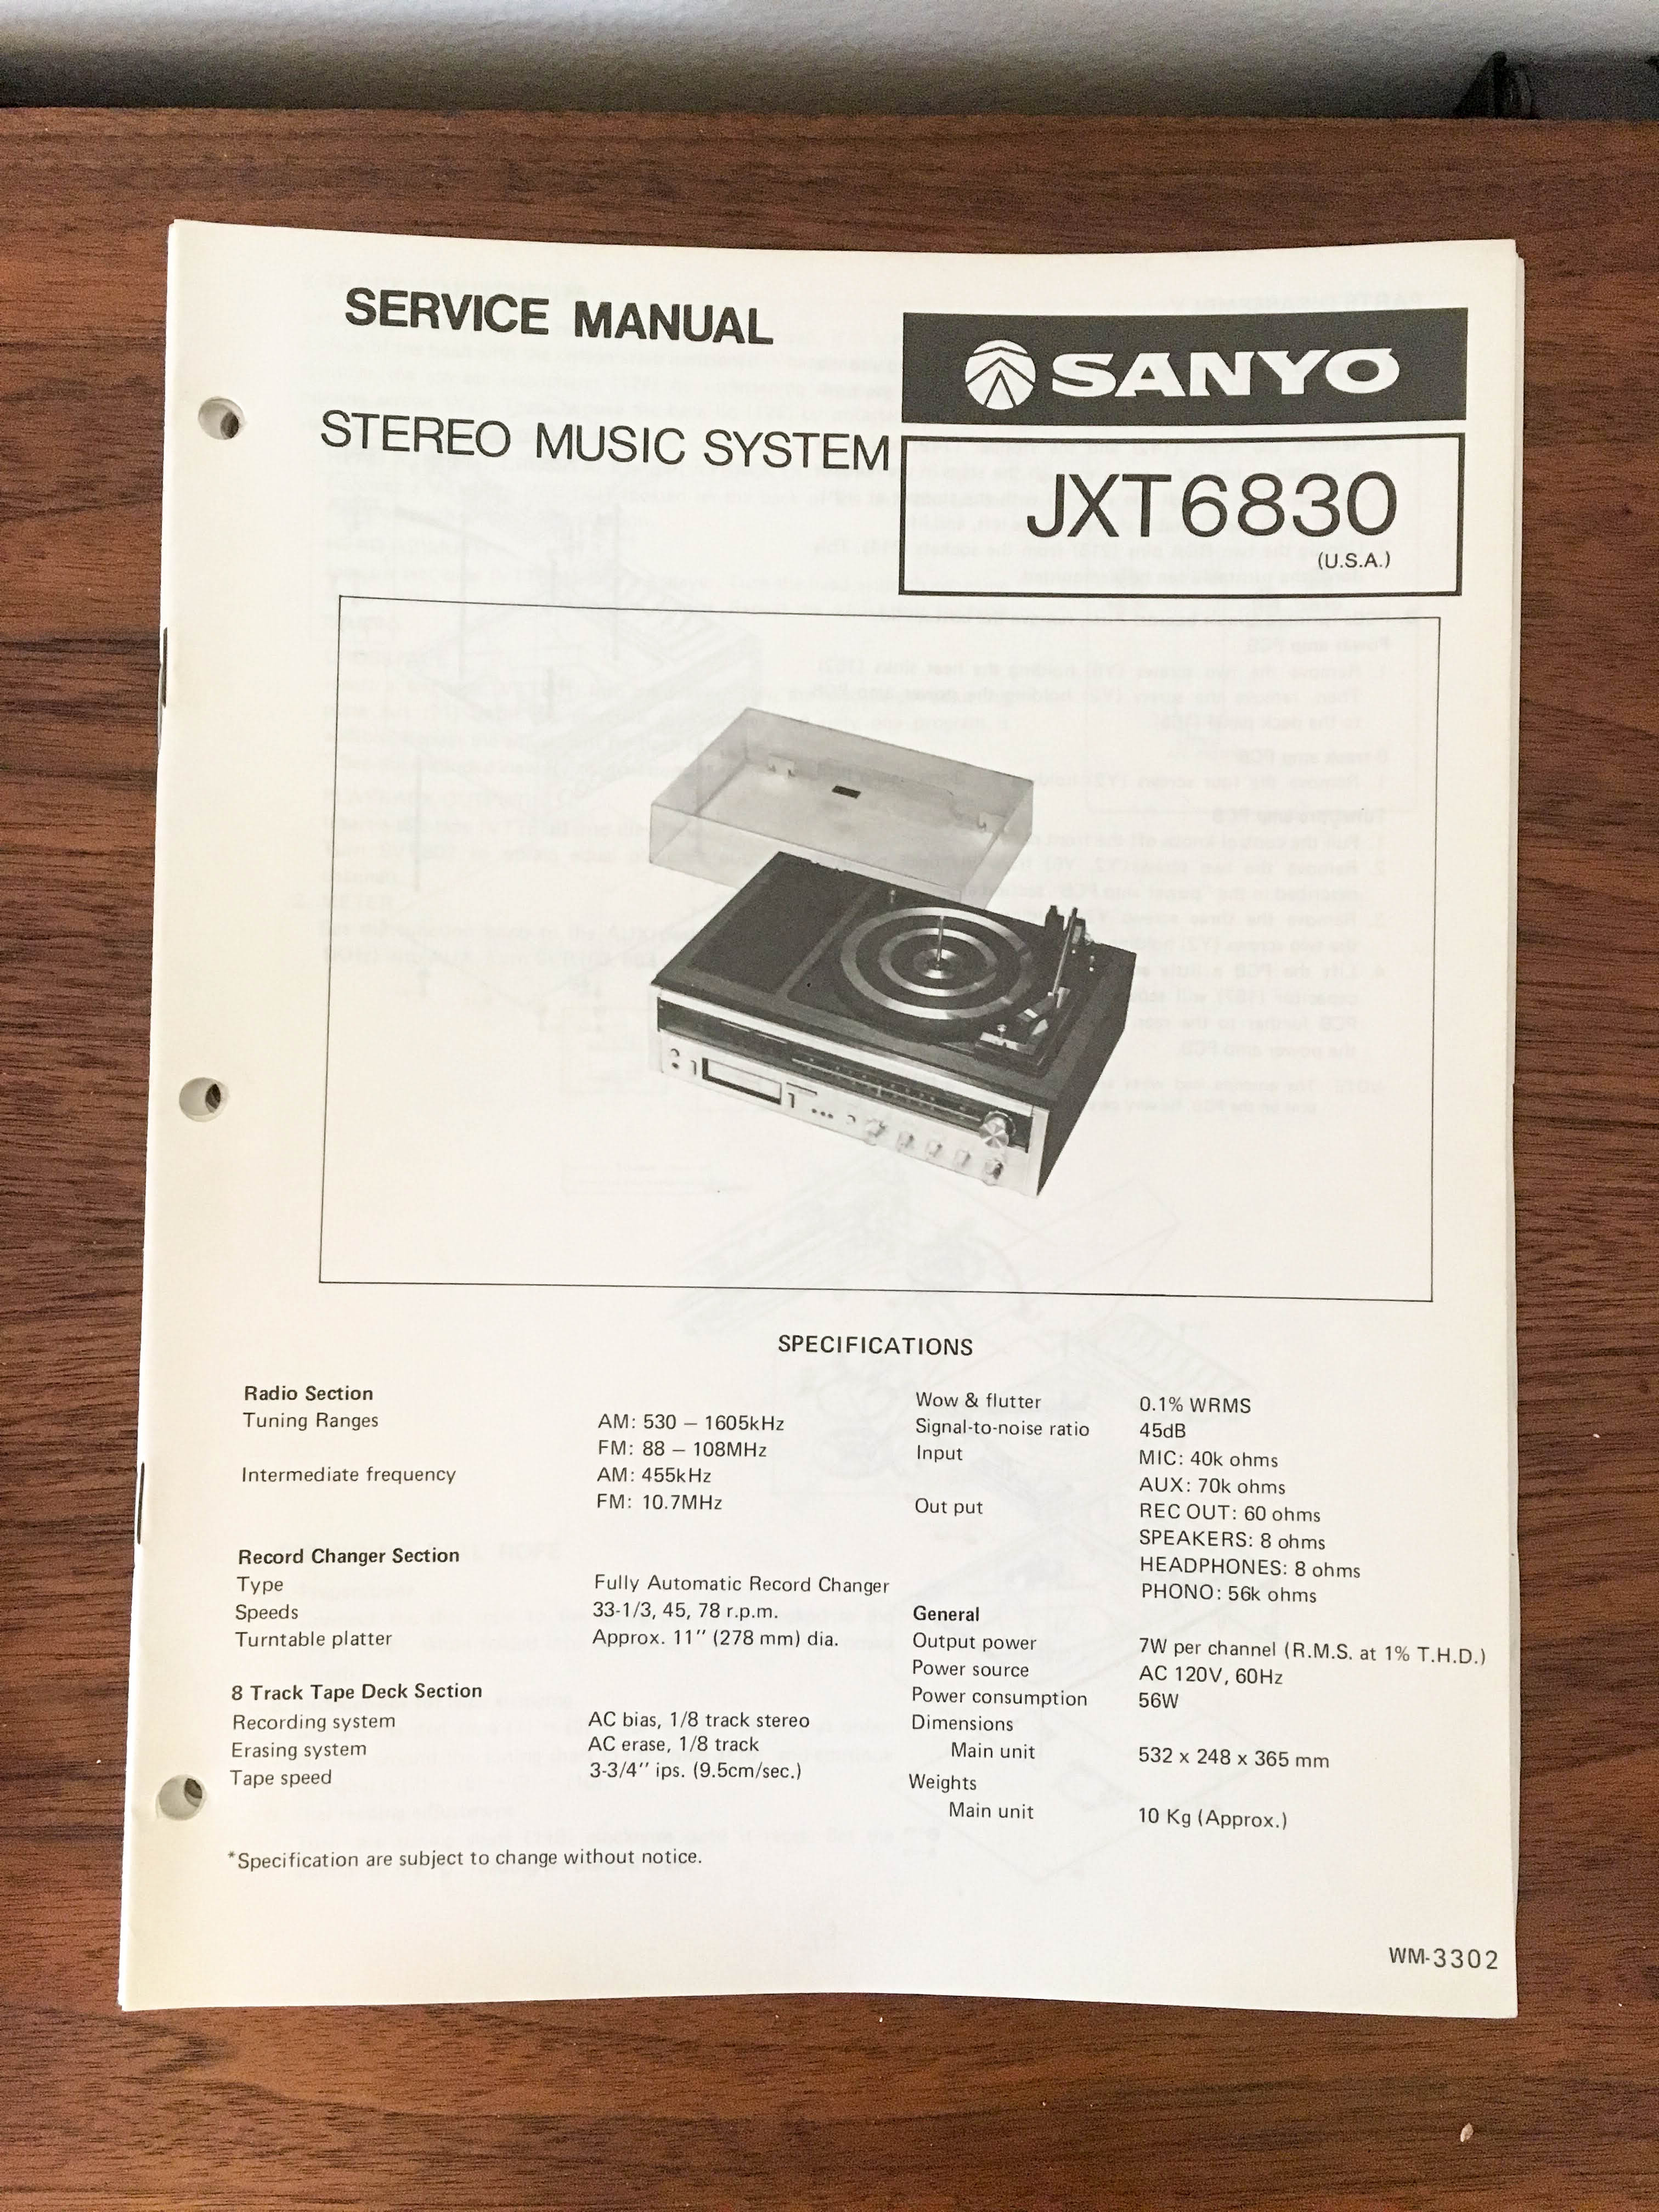 SERVICE MANUAL
SANYO
STEREO MUSIC SYSTEM
JXT6830
(U.S.A.)
SPECIFICATIONS
Radio Section
Tuning Ranges AM: 530 – 1605kHz
FM: 88 – 108MHz
Intermediate frequency AM: 455kHz
FM: 10.7MHz
Record Changer Section
Type Fully Automatic Record Changer
Speeds 33-1/3, 45, 78 r.p.m.
Turntable platter Approx. 11'' (278 mm) dia.
8 Track Tape Deck Section
Recording system AC bias, 1/8 track stereo
Erasing system AC erase, 1/8 track
Tape speed 3-3/4'' ips. (9.5cm/sec.)
Wow & flutter 0.1% WRMS
Signal-to-noise ratio 45dB
Input MIC: 40k ohms
AUX: 70k ohms
Out put REC OUT: 60 ohms
SPEAKERS: 8 ohms
HEADPHONES: 8 ohms
PHONO: 56k ohms
General
Output power 7W per channel (R.M.S. at 1% T.H.D.)
Power source AC 120V, 60Hz
Power consumption 56W
Dimensions
Main unit 532 x 248 x 365 mm
Weights
Main unit 10 Kg (Approx.)
*Specification are subject to change without notice.
WM-3302